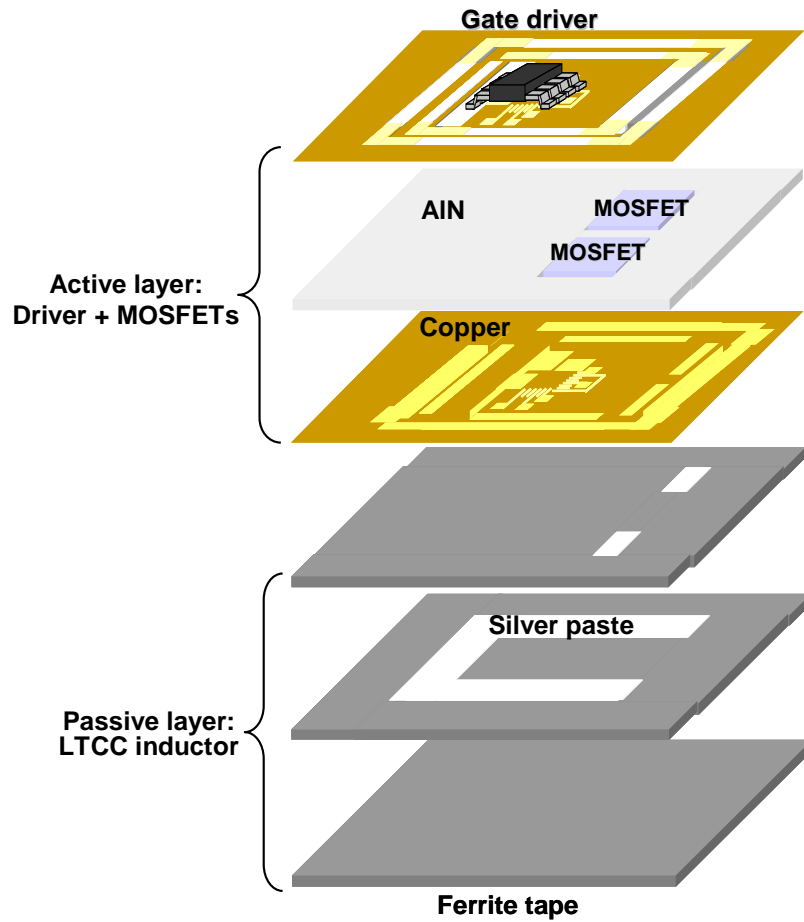 Gate driver
AlN
MOSFET
MOSFET
Active layer:
Driver + MOSFETs
Copper
Silver paste
Passive layer:
LTCC inductor
Ferrite tape